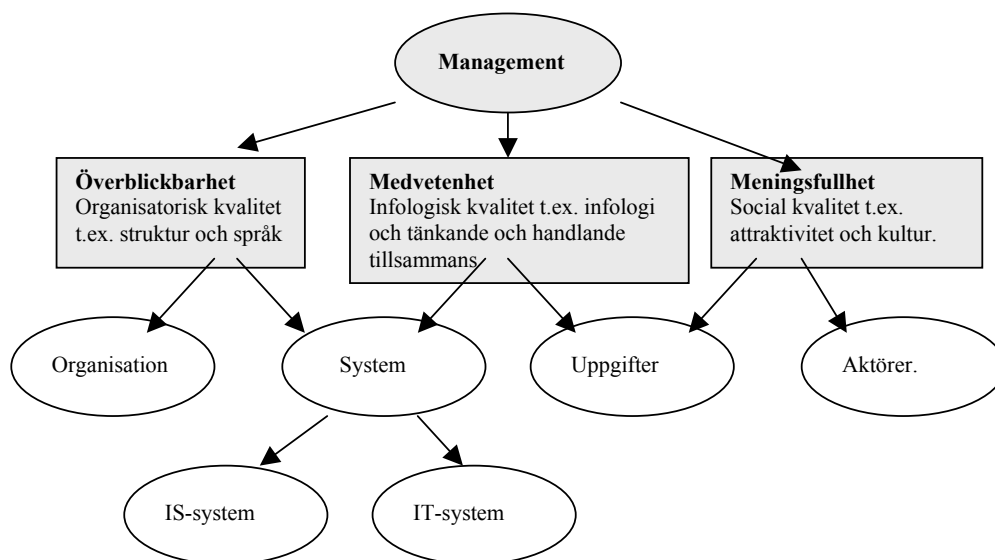 Management
Överblickbarhet
Organisatorisk kvalitet
t.ex. struktur och språk
Medvetenhet
Infologisk kvalitet t.ex. infologi
och tänkande och handlande
tillsammans
Meningsfullhet
Social kvalitet t.ex.
attraktivitet och kultur.
Organisation
System
Uppgifter
Aktörer.
IS-system
IT-system